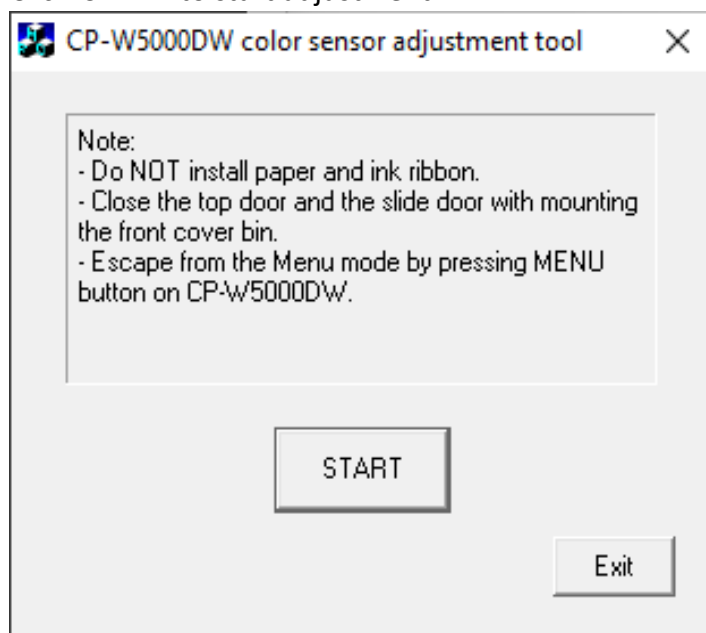 CP-W5000DW color sensor adjustment tool
Note:
- Do NOT install paper and ink ribbon.
- Close the top door and the slide door with mounting
the front cover bin.
- Escape from the Menu mode by pressing MENU
button on CP-W5000DW.
START
Exit